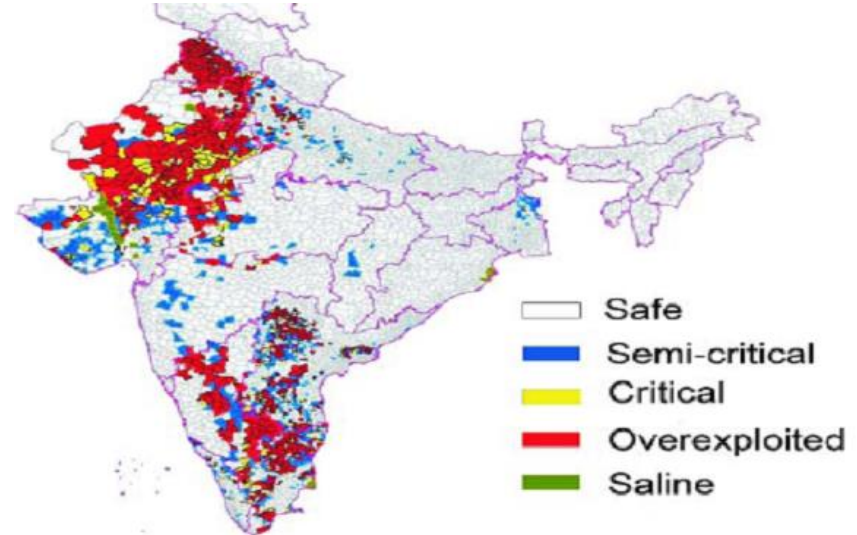 Safe
Semi-critical
Critical
Overexploited
Saline